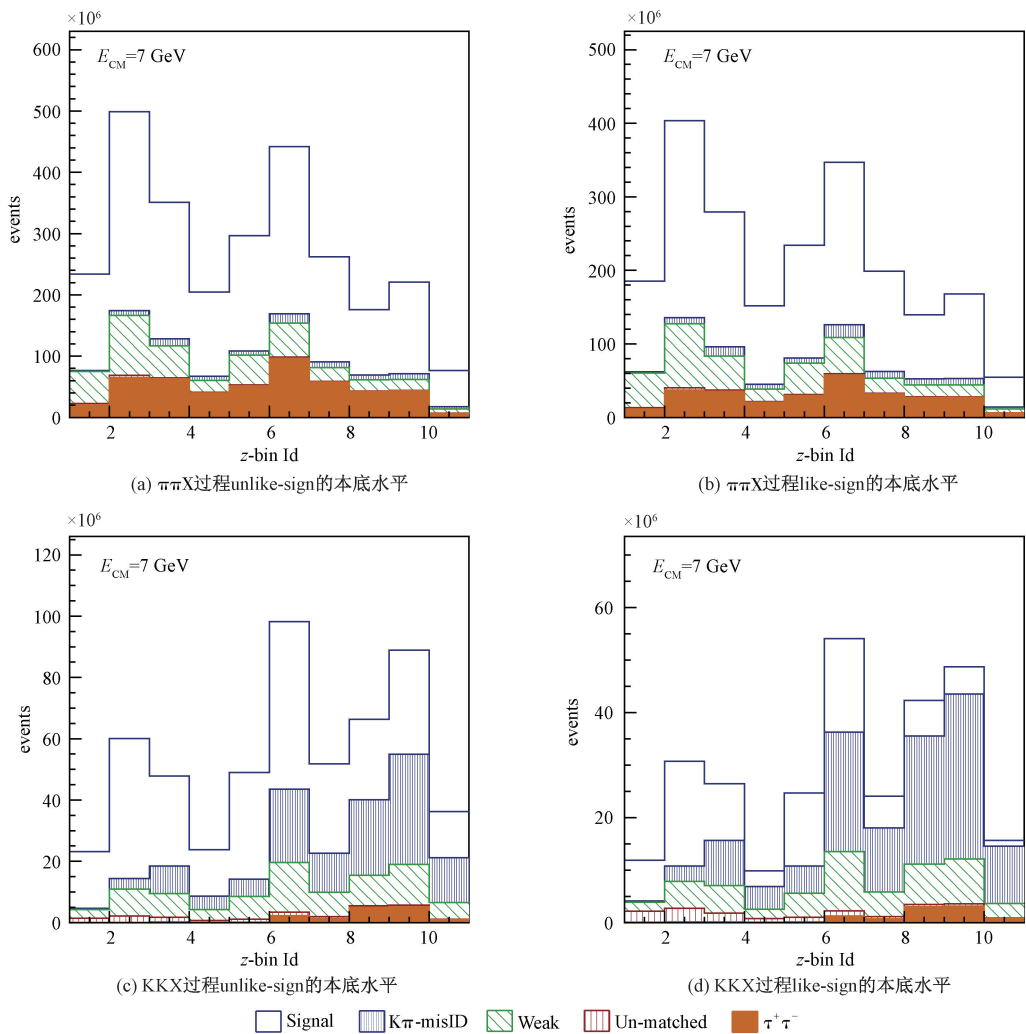 ×10⁶
E_CM=7 GeV
600
500
400
300
200
100
0
events
2
4
6
8
10
z-bin Id
(a) ππX过程unlike-sign的本底水平
×10⁶
E_CM=7 GeV
500
400
300
200
100
0
events
2
4
6
8
10
z-bin Id
(b) ππX过程like-sign的本底水平
×10⁶
E_CM=7 GeV
120
100
80
60
40
20
0
events
2
4
6
8
10
z-bin Id
(c) KKX过程unlike-sign的本底水平
×10⁶
E_CM=7 GeV
60
40
20
0
events
2
4
6
8
10
z-bin Id
(d) KKX过程like-sign的本底水平
Signal Kπ-misID Weak Un-matched τ⁺τ⁻